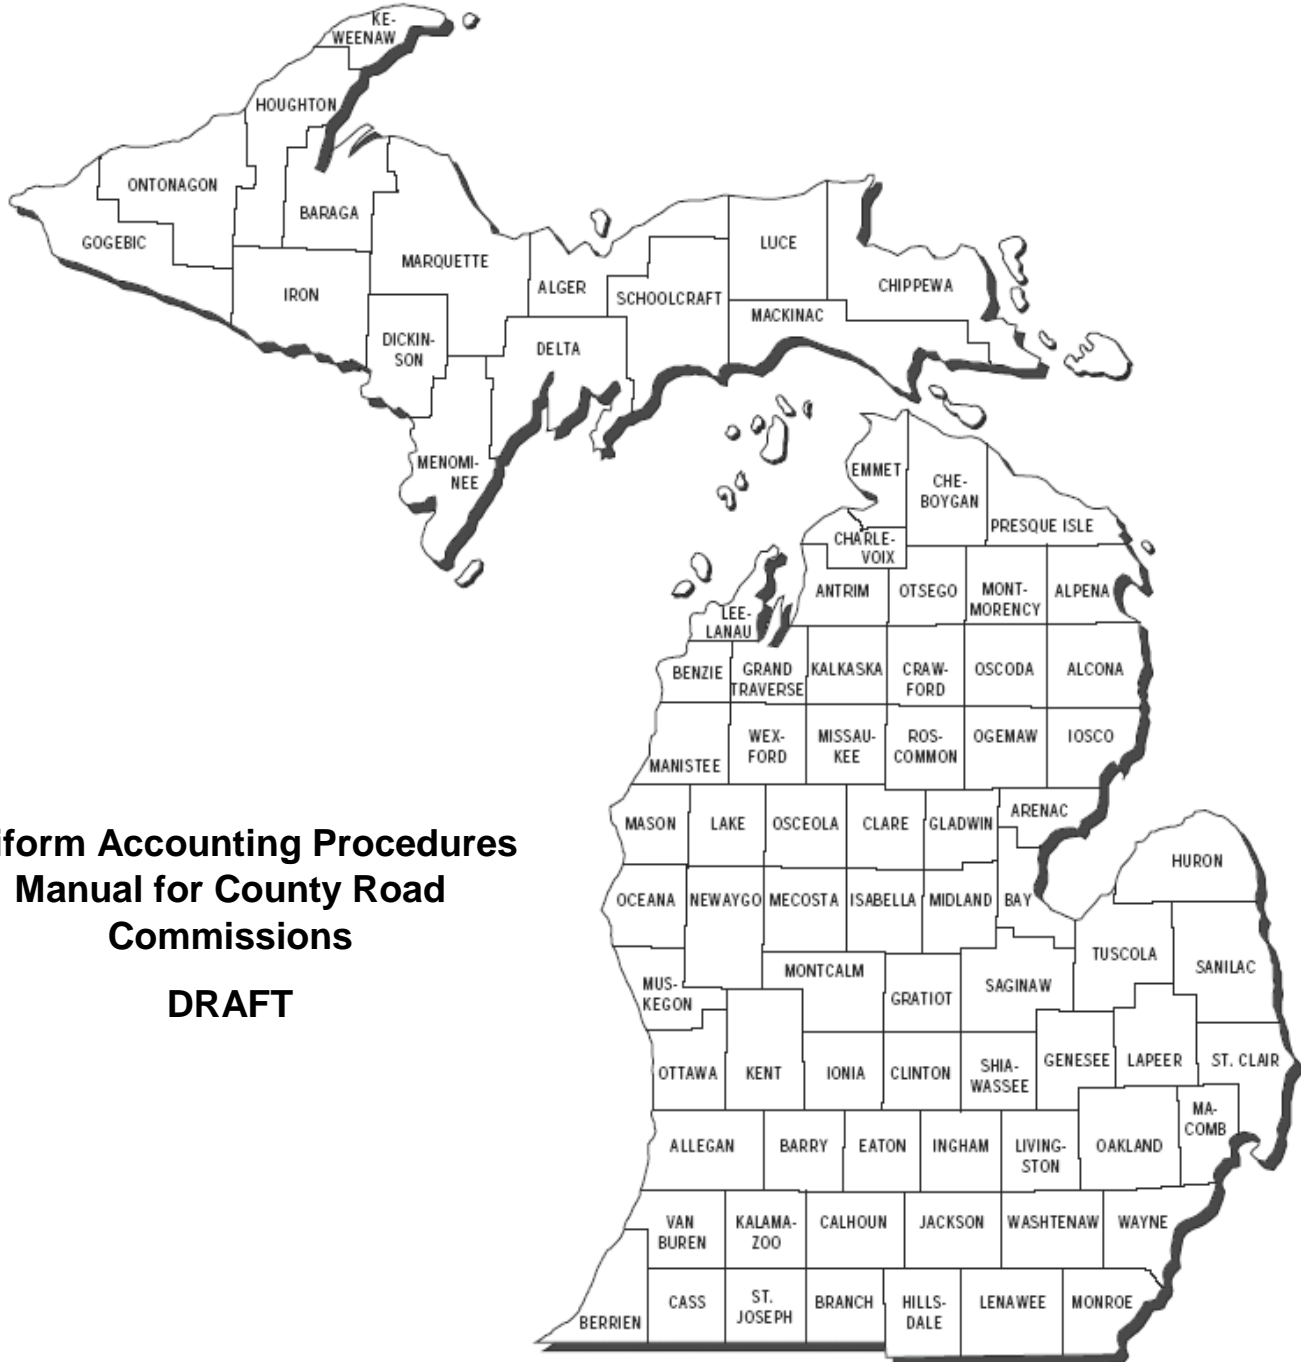 KE-
WEENAW
HOUGHTON
ONTONAGON
BARAGA
GOGEBIC
MARQUETTE
LUCE
ALGER
CHIPPEWA
IRON
SCHOOLCRAFT
MACKINAC
DICKIN-
SON
DELTA
MENOMI-
NEE
EMMET
CHE-
BOYGAN
PRESQUE ISLE
CHARLE-
VOIX
ANTRIM
OTSEGO
MONT-
MORENCY
ALPENA
LEE-
LANAU
BENZIE
GRAND
TRAVERSE
KALKASKA
CRAW-
FORD
OSCODA
ALCONA
MANISTEE
WEX-
FORD
MISSAU-
KEE
ROS-
COMMON
OGEMAW
IOSCO
MASON
LAKE
OSCEOLA
CLARE
GLADWIN
ARENAC
HURON
iform Accounting Procedures
Manual for County Road
Commissions
DRAFT
OCEANA
NEWAYGO
MECOSTA
ISABELLA
MIDLAND
BAY
TUSCOLA
SANILAC
MUS-
KEGON
MONTCALM
GRATIOT
SAGINAW
OTTAWA
KENT
IONIA
CLINTON
SHIA-
WASSEE
GENESEE
LAPEER
ST. CLAIR
ALLEGAN
BARRY
EATON
INGHAM
LIVING-
STON
OAKLAND
MA-
COMB
VAN
BUREN
KALAMA-
ZOO
CALHOUN
JACKSON
WASHTENAW
WAYNE
BERRIEN
CASS
ST.
JOSEPH
BRANCH
HILLS-
DALE
LENAWEE
MONROE